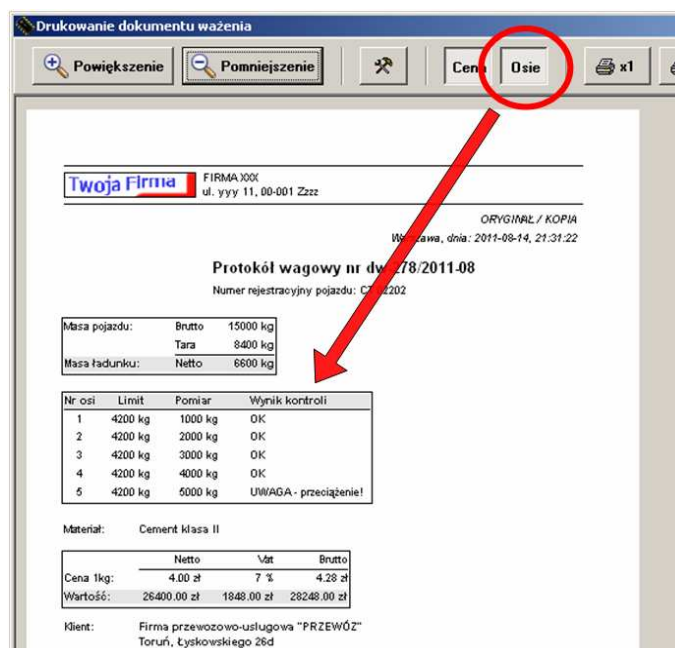 Drukowanie dokumentu ważenia
Powiększenie Pomniejszenie Cena Osie x1
Twoja Firma
FIRMA XXX
ul. yyy 11, 00-001 Zzzz
ORYGINAŁ / KOPIA
Warszawa, dnia: 2011-08-14, 21:31:22
Protokół wagowy nr dw-278/2011-08
Numer rejestracyjny pojazdu:
Masa pojazdu: Brutto 15000 kg
Tara 8400 kg
Masa ładunku: Netto 6600 kg
Nr osi Limit Pomiar Wynik kontroli
1 4200 kg 1000 kg OK
2 4200 kg 2000 kg OK
3 4200 kg 3000 kg OK
4 4200 kg 4000 kg OK
5 4200 kg 5000 kg UWAGA - przeciążenie!
Materiał: Cement klasa II
Netto Vat Brutto
Cena 1kg: 4.00 zł 7 % 4.28 zł
Wartość: 26400.00 zł 1848.00 zł 28248.00 zł
Klient: Firma przewozowo-usługowa "PRZEWÓZ"
Toruń, Łyskowskiego 26d